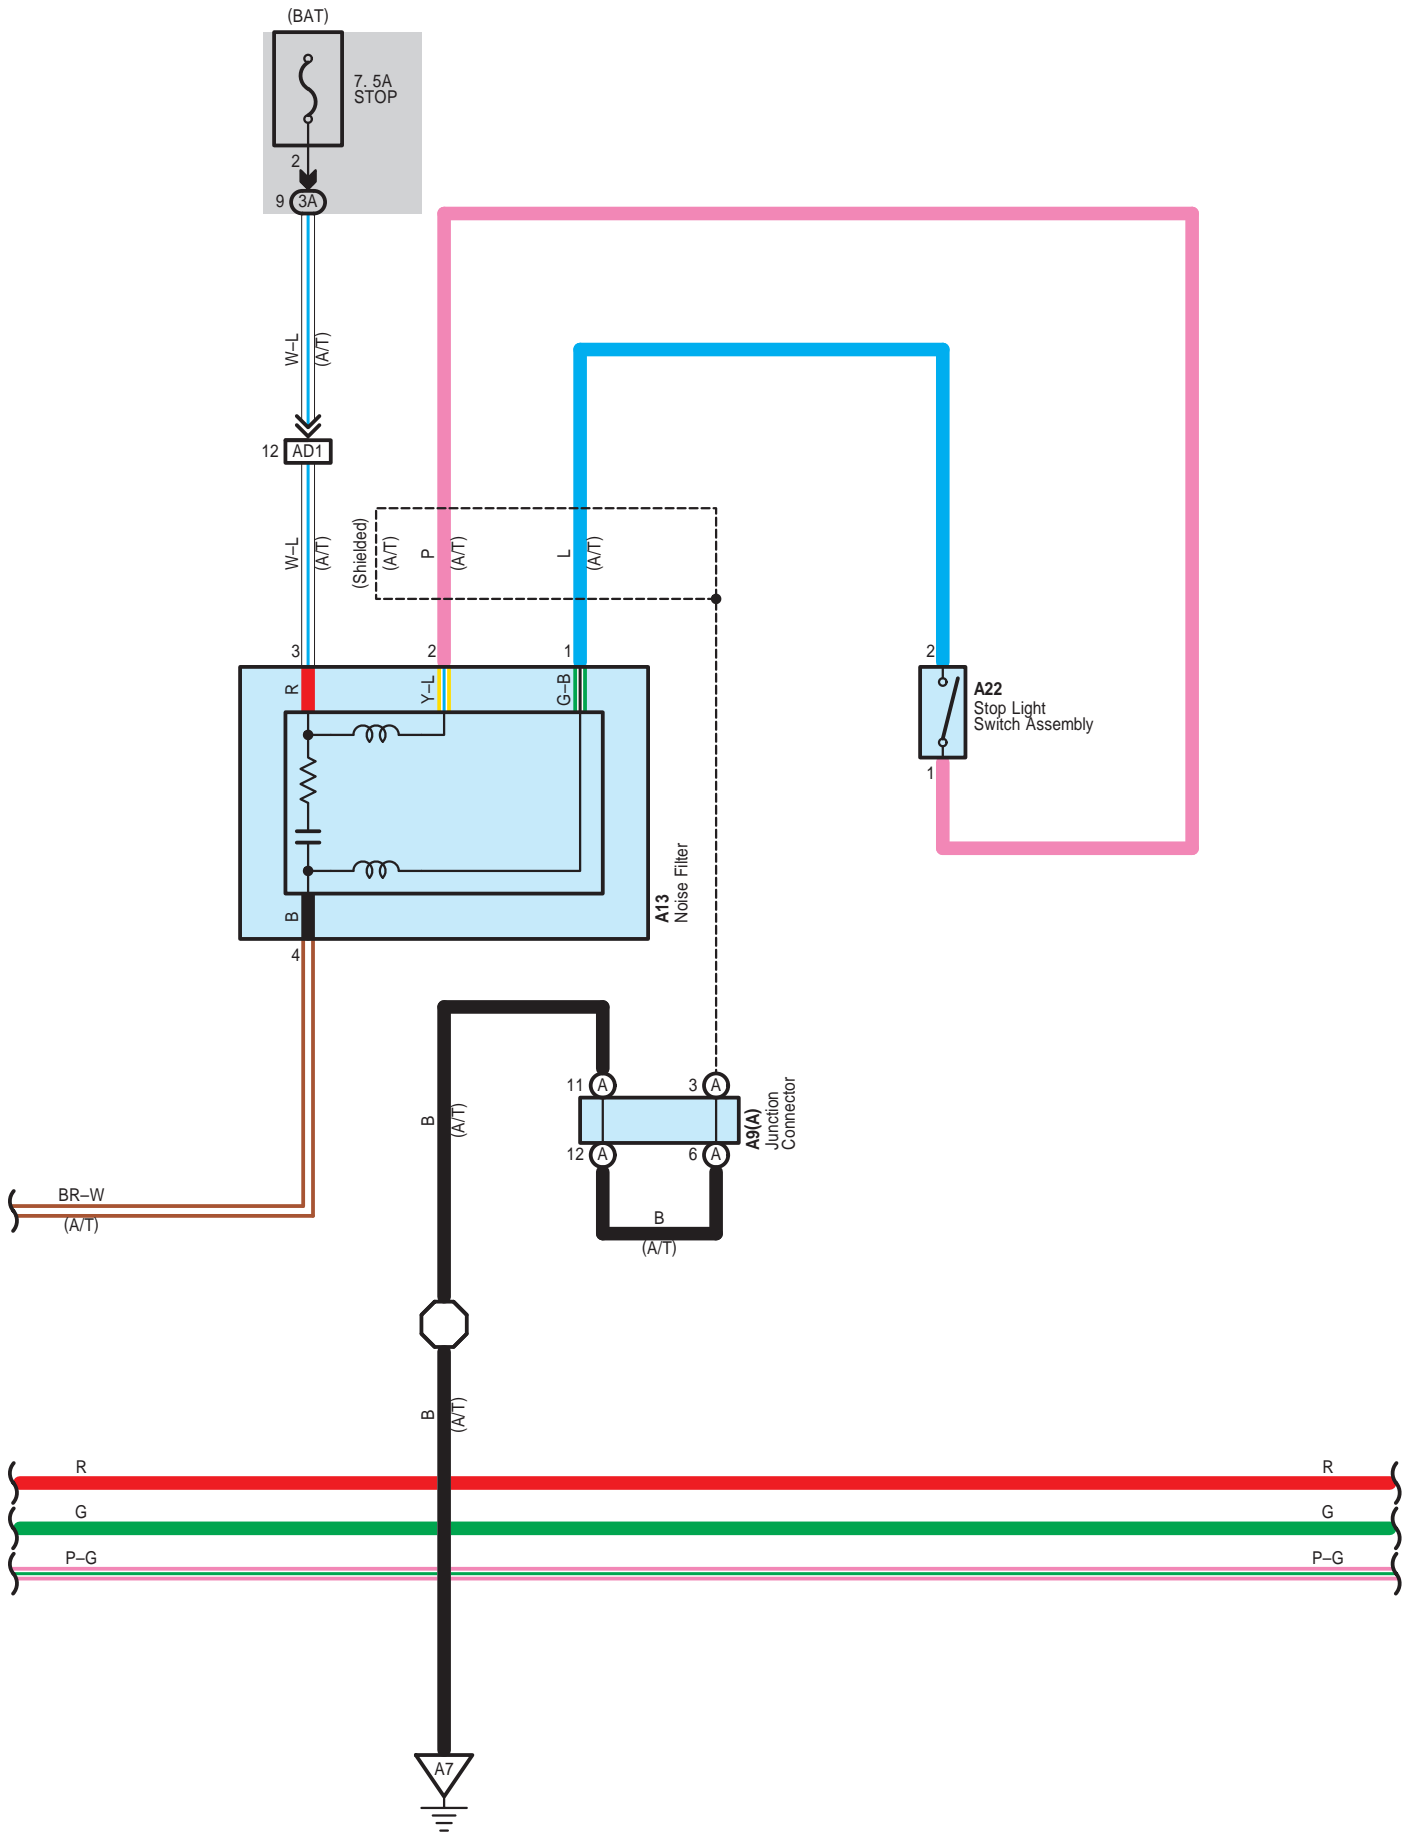 (BAT)
7. 5A
STOP
2
9
3A
W–L
(A/T)
12
AD1
W–L
(A/T)
(Shielded)
(A/T)
P
(A/T)
L
(A/T)
3
2
1
2
R
Y–L
G–B
A22
Stop Light
Switch Assembly
1
A13
Noise Filter
B
4
11
A
3
A
B
(A/T)
A9(A)
Junction
Connector
12
A
6
A
BR–W
(A/T)
B
(A/T)
B
(A/T)
R
R
G
G
P–G
P–G
A7